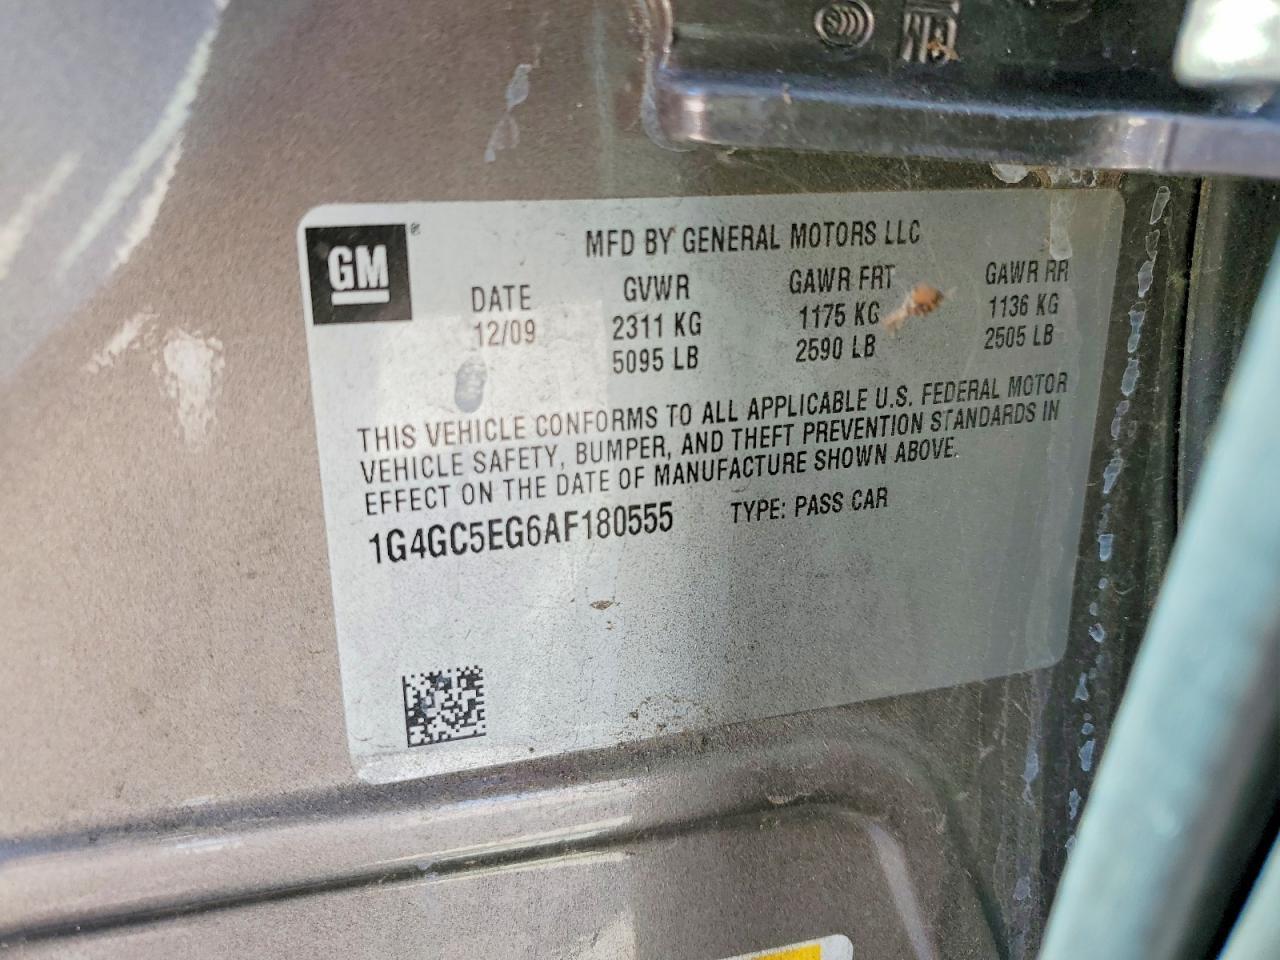 GM
MFD BY GENERAL MOTORS LLC
DATE GVWR GAWR FRT GAWR RR
12/09 2311 KG 1175 KG 1136 KG
5095 LB 2590 LB 2505 LB
THIS VEHICLE CONFORMS TO ALL APPLICABLE U.S. FEDERAL MOTOR
VEHICLE SAFETY, BUMPER, AND THEFT PREVENTION STANDARDS IN
EFFECT ON THE DATE OF MANUFACTURE SHOWN ABOVE.
1G4GC5EG6AF180555 TYPE: PASS CAR